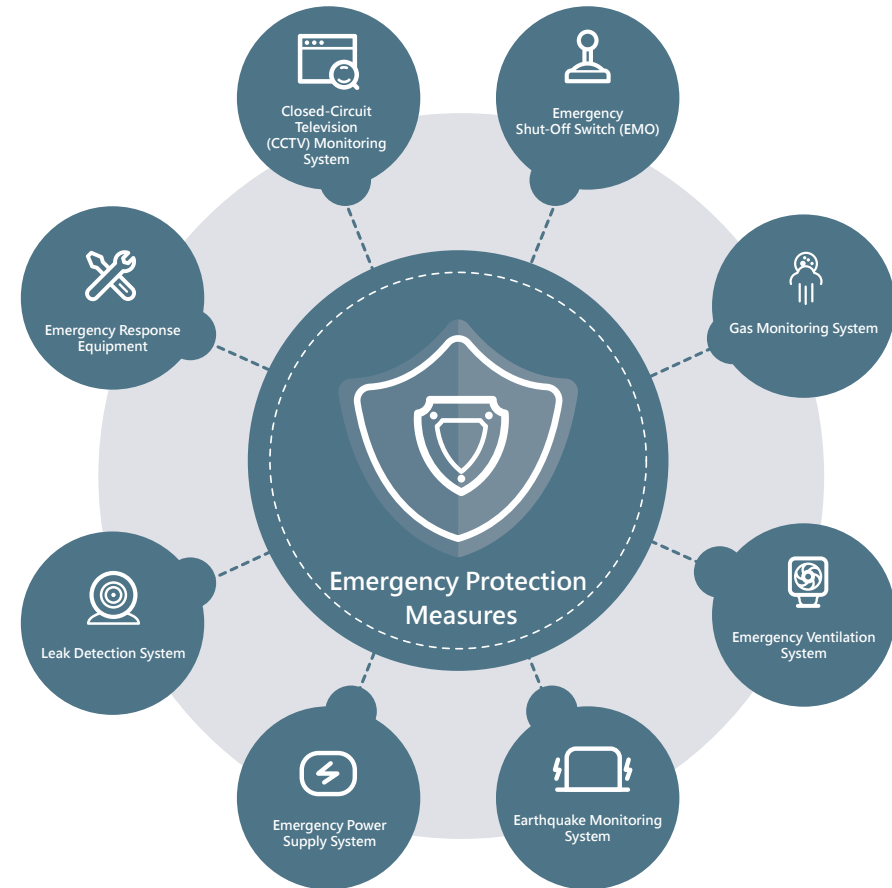 Closed-Circuit
Television
(CCTV) Monitoring
System
Emergency
Shut-Off Switch (EMO)
Emergency Response
Equipment
Gas Monitoring System
Emergency Protection
Measures
Leak Detection System
Emergency Ventilation
System
Emergency Power
Supply System
Earthquake Monitoring
System